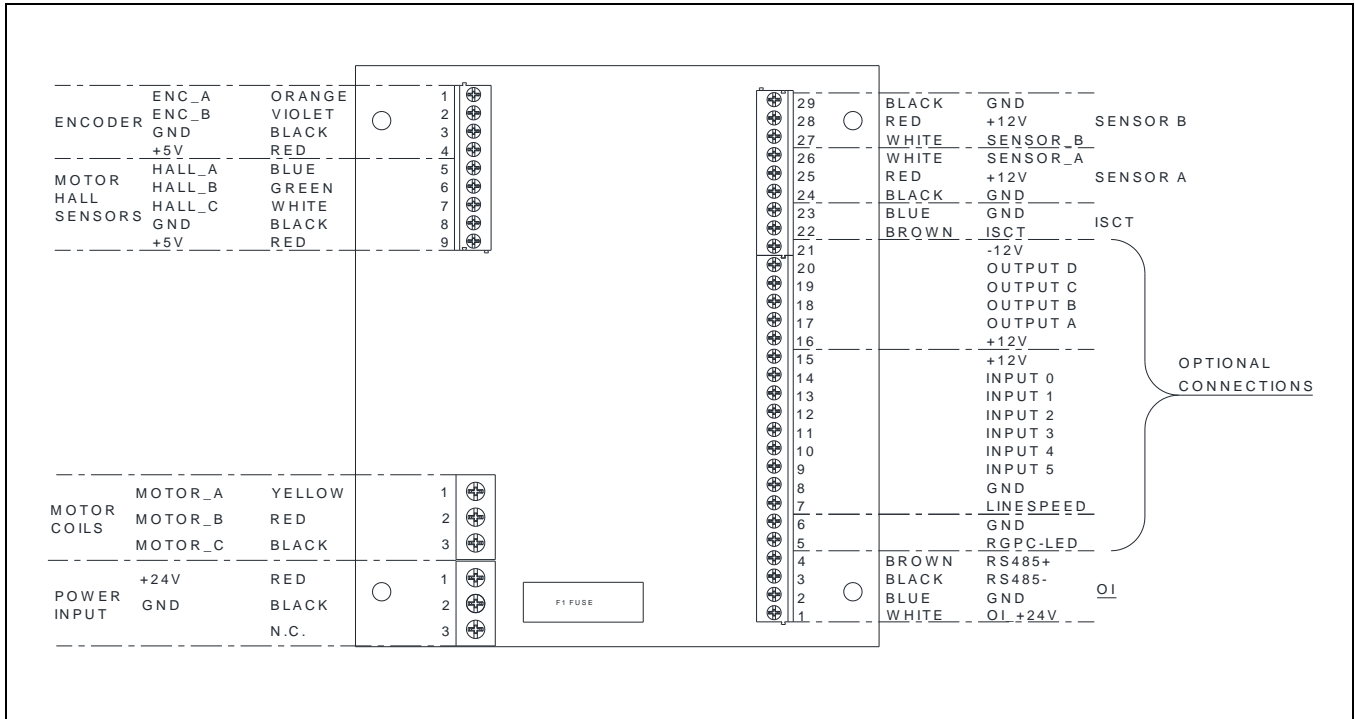 ENC_A ORANGE 1
ENCODER ENC_B VIOLET 2
GND BLACK 3
+5V RED 4
MOTOR HALL_A BLUE 5
HALL HALL_B GREEN 6
SENSORS HALL_C WHITE 7
GND BLACK 8
+5V RED 9
MOTOR_A YELLOW 1
MOTOR COILS MOTOR_B RED 2
MOTOR_C BLACK 3
+24V RED 1
POWER INPUT GND BLACK 2
N.C. 3
F1 FUSE
29 BLACK GND
28 RED +12V SENSOR B
27 WHITE SENSOR_B
26 WHITE SENSOR_A
25 RED +12V SENSOR A
24 BLACK GND
23 BLUE GND
22 BROWN ISCT ISCT
21 -12V
20 OUTPUT D
19 OUTPUT C
18 OUTPUT B
17 OUTPUT A
16 +12V
15 +12V
14 INPUT 0
13 INPUT 1
12 INPUT 2
11 INPUT 3
10 INPUT 4
9 INPUT 5
8 GND
7 LINESPEED
6 GND
5 RGPC-LED
OPTIONAL
CONNECTIONS
4 BROWN RS485+
3 BLACK RS485-
2 BLUE GND OI
1 WHITE OI_+24V